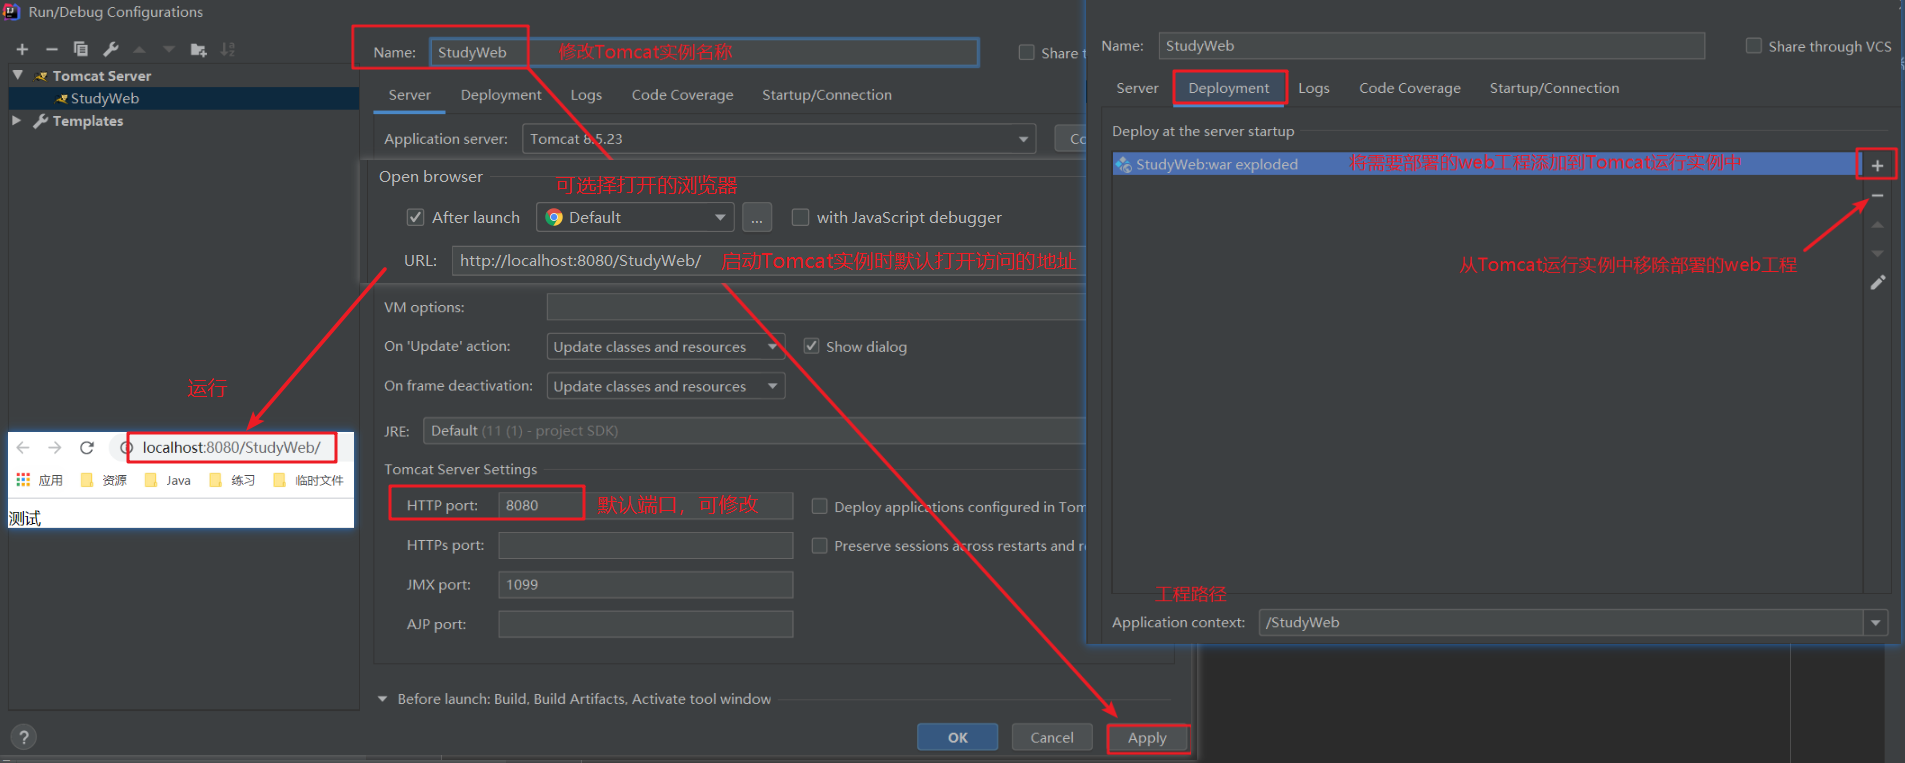 Run/Debug Configurations
Tomcat Server
StudyWeb
Templates
Name: StudyWeb 修改Tomcat实例名称
Share t
Server Deployment Logs Code Coverage Startup/Connection
Application server: Tomcat 8.5.23 Co
Open browser
可选择打开的浏览器
After launch Default ... with JavaScript debugger
URL: http://localhost:8080/StudyWeb/ 启动Tomcat实例时默认打开访问的地址
VM options:
On 'Update' action: Update classes and resources Show dialog
On frame deactivation: Update classes and resources
JRE: Default (11 (1) - project SDK)
Tomcat Server Settings
HTTP port: 8080 默认端口，可修改 Deploy applications configured in Tom
HTTPs port: Preserve sessions across restarts and r
JMX port: 1099
AJP port:
Before launch: Build, Build Artifacts, Activate tool window
? OK Cancel Apply
运行
localhost:8080/StudyWeb/
应用 资源 Java 练习 临时文件
测试
Name: StudyWeb Share through VCS
Server Deployment Logs Code Coverage Startup/Connection
Deploy at the server startup
StudyWeb:war exploded 将需要部署的web工程添加到Tomcat运行实例中
从Tomcat运行实例中移除部署的web工程
工程路径
Application context: /StudyWeb